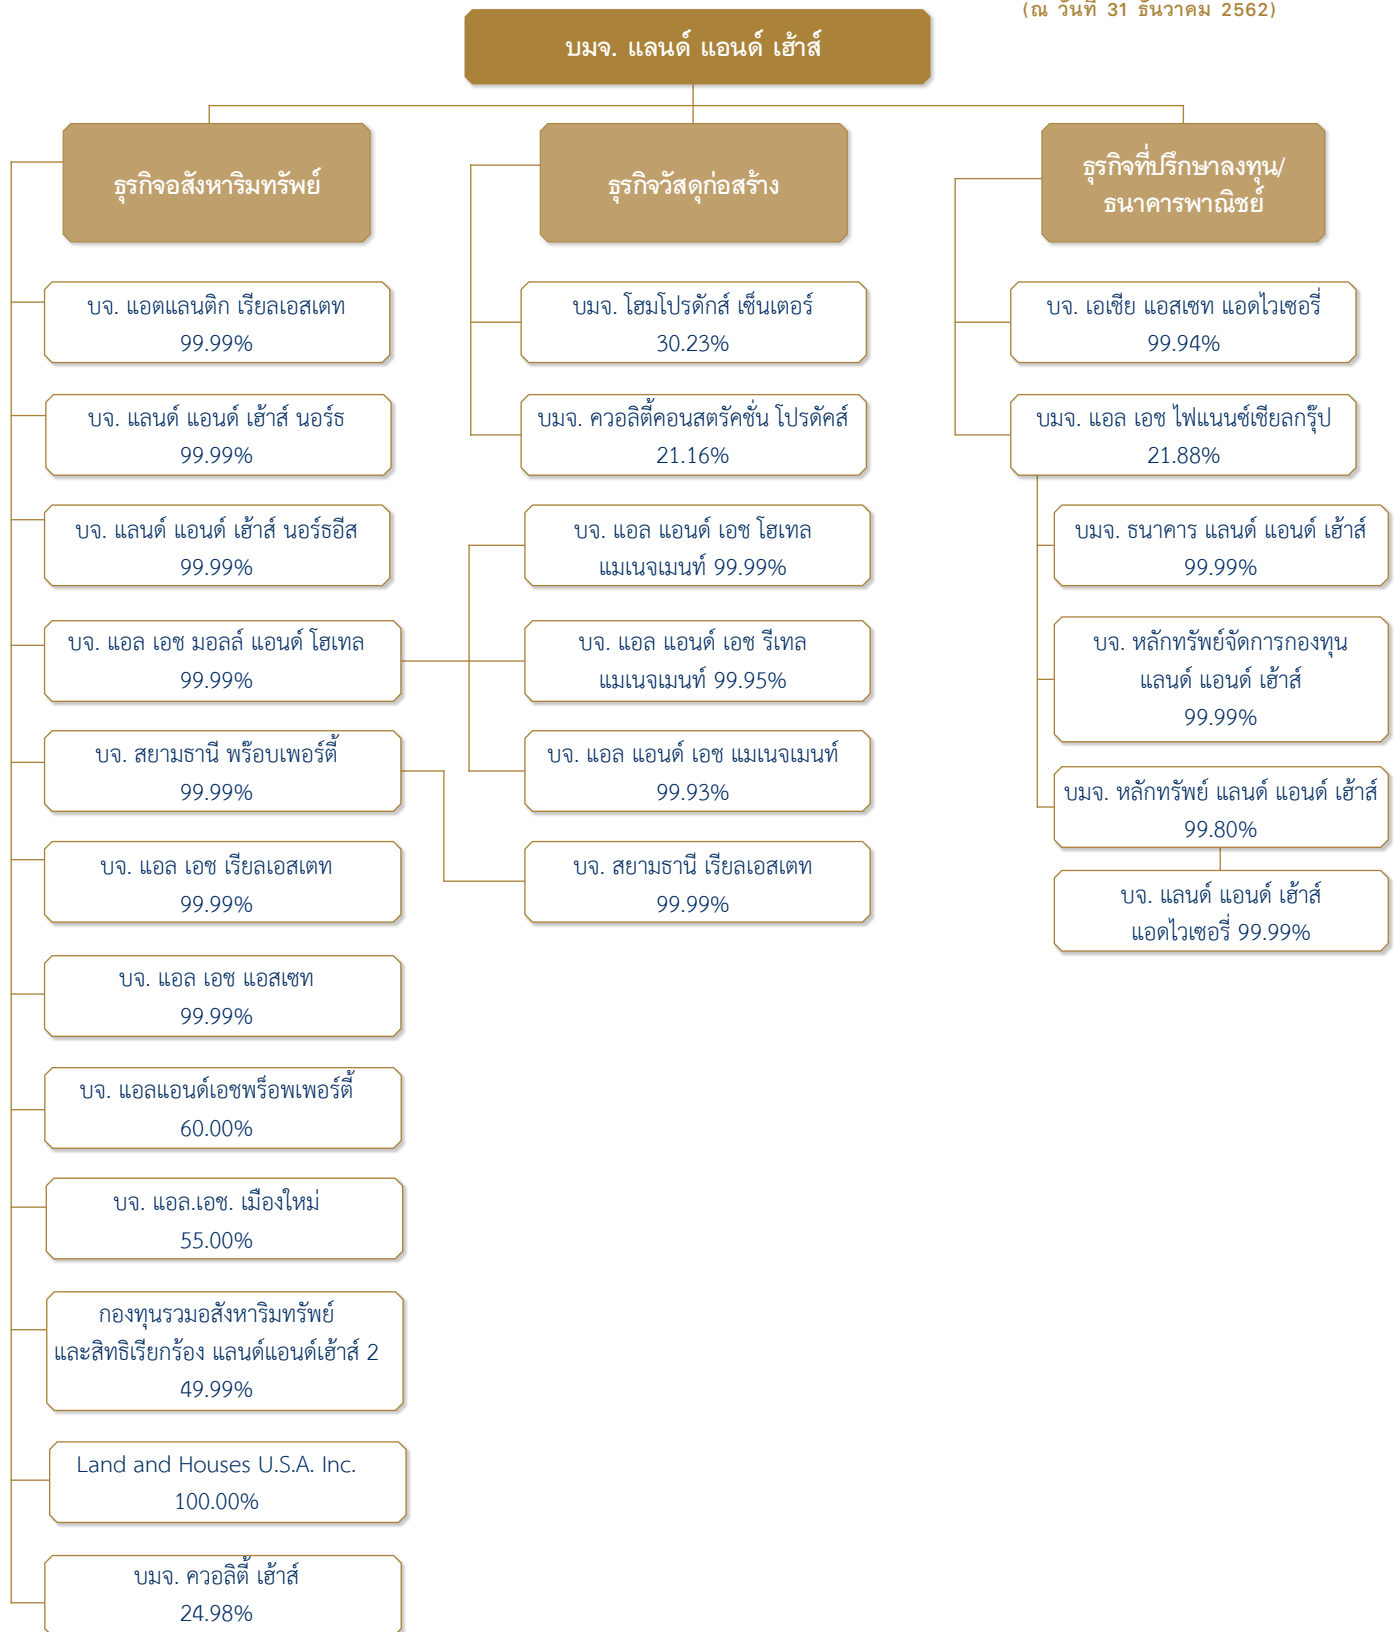 (ณ วันที่ 31 ธันวาคม 2562)
บมจ. แลนด์ แอนด์ เฮ้าส์
ธุรกิจอสังหาริมทรัพย์
บจ. แอตแลนติก เรียลเอสเตท
99.99%
บจ. แลนด์ แอนด์ เฮ้าส์ นอร์ธ
99.99%
บจ. แลนด์ แอนด์ เฮ้าส์ นอร์ธอีส
99.99%
บจ. แอล เอช มอลล์ แอนด์ โฮเทล
99.99%
บจ. สยามธานี พร๊อบเพอร์ตี้
99.99%
บจ. แอล เอช เรียลเอสเตท
99.99%
บจ. แอล เอช แอสเซท
99.99%
บจ. แอลแอนด์เอชพร็อพเพอร์ตี้
60.00%
บจ. แอล.เอช. เมืองใหม่
55.00%
กองทุนรวมอสังหาริมทรัพย์
และสิทธิเรียกร้อง แลนด์แอนด์เฮ้าส์ 2
49.99%
Land and Houses U.S.A. Inc.
100.00%
บมจ. ควอลิตี้ เฮ้าส์
24.98%
ธุรกิจวัสดุก่อสร้าง
บมจ. โฮมโปรดักส์ เซ็นเตอร์
30.23%
บมจ. ควอลิตี้คอนสตรัคชั่น โปรดัคส์
21.16%
บจ. แอล แอนด์ เอช โฮเทล
แมเนจเมนท์ 99.99%
บจ. แอล แอนด์ เอช รีเทล
แมเนจเมนท์ 99.95%
บจ. แอล แอนด์ เอช แมเนจเมนท์
99.93%
บจ. สยามธานี เรียลเอสเตท
99.99%
ธุรกิจที่ปรึกษาลงทุน/
ธนาคารพาณิชย์
บจ. เอเชีย แอสเซท แอดไวเซอรี่
99.94%
บมจ. แอล เอช ไฟแนนซ์เชียลกรุ๊ป
21.88%
บมจ. ธนาคาร แลนด์ แอนด์ เฮ้าส์
99.99%
บจ. หลักทรัพย์จัดการกองทุน
แลนด์ แอนด์ เฮ้าส์
99.99%
บมจ. หลักทรัพย์ แลนด์ แอนด์ เฮ้าส์
99.80%
บจ. แลนด์ แอนด์ เฮ้าส์
แอดไวเซอรี่ 99.99%